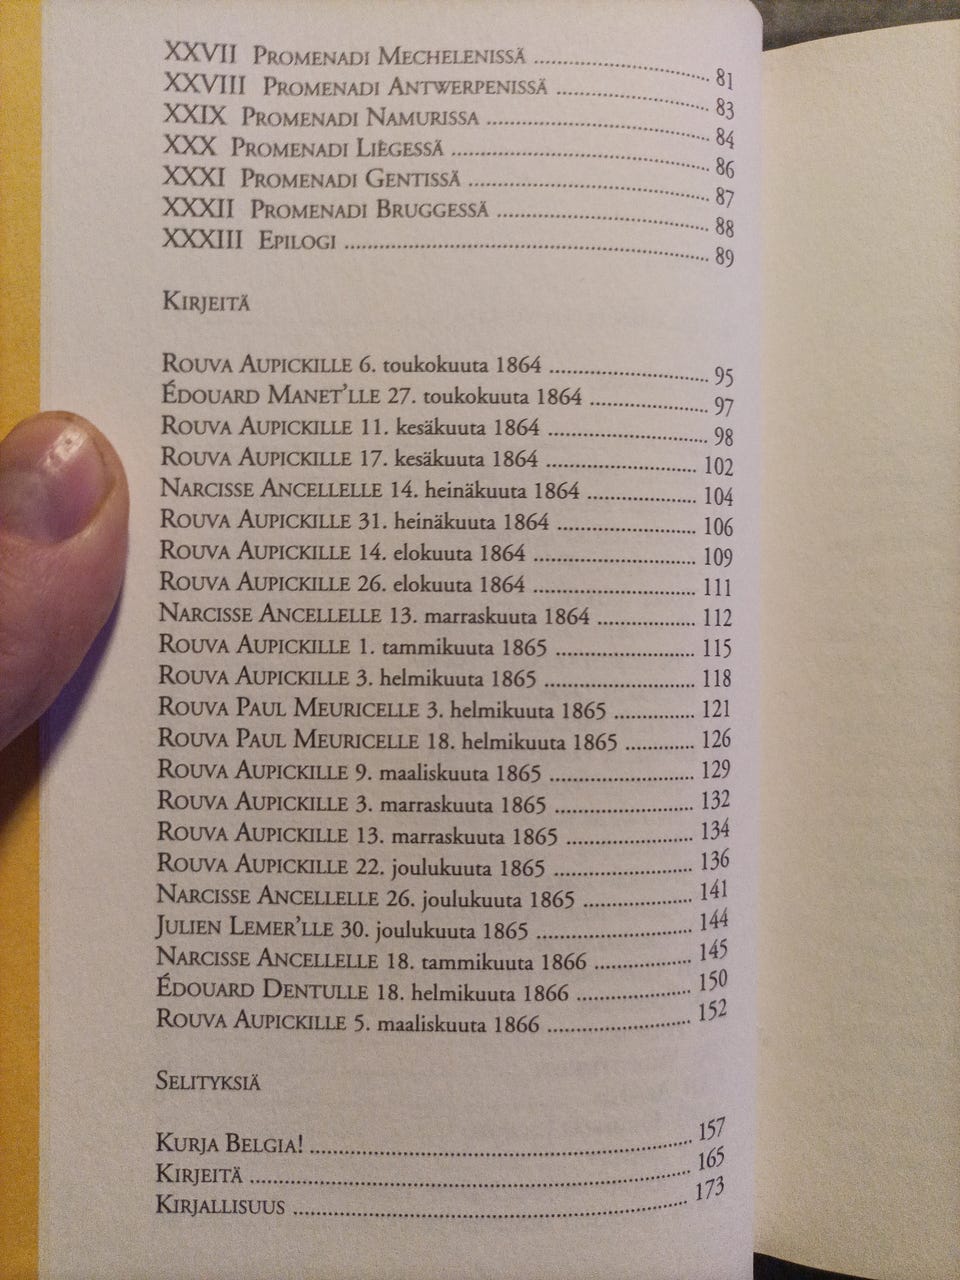 XXVII Promenadi Mechelenissä ........ 81
XXVIII Promenadi Antwerpenissä ........ 83
XXIX Promenadi Namurissa ........ 84
XXX Promenadi Liègessä ........ 86
XXXI Promenadi Gentissä ........ 87
XXXII Promenadi Bruggessä ........ 88
XXXIII Epilogi ........ 89
Kirjeitä
Rouva Aupickille 6. toukokuuta 1864 ........ 95
Édouard Manet’lle 27. toukokuuta 1864 ........ 97
Rouva Aupickille 11. kesäkuuta 1864 ........ 98
Rouva Aupickille 17. kesäkuuta 1864 ........ 102
Narcisse Ancellelle 14. heinäkuuta 1864 ........ 104
Rouva Aupickille 31. heinäkuuta 1864 ........ 106
Rouva Aupickille 14. elokuuta 1864 ........ 109
Rouva Aupickille 26. elokuuta 1864 ........ 111
Narcisse Ancellelle 13. marraskuuta 1864 ........ 112
Rouva Aupickille 1. tammikuuta 1865 ........ 115
Rouva Aupickille 3. helmikuuta 1865 ........ 118
Rouva Paul Meuricelle 3. helmikuuta 1865 ........ 121
Rouva Paul Meuricelle 18. helmikuuta 1865 ........ 126
Rouva Aupickille 9. maaliskuuta 1865 ........ 129
Rouva Aupickille 3. marraskuuta 1865 ........ 132
Rouva Aupickille 13. marraskuuta 1865 ........ 134
Rouva Aupickille 22. joulukuuta 1865 ........ 136
Narcisse Ancellelle 26. joulukuuta 1865 ........ 141
Julien Lemer’lle 30. joulukuuta 1865 ........ 144
Narcisse Ancellelle 18. tammikuuta 1866 ........ 145
Édouard Dentulle 18. helmikuuta 1866 ........ 150
Rouva Aupickille 5. maaliskuuta 1866 ........ 152
Selityksiä
Kurja Belgia! ........ 157
Kirjeitä ........ 165
Kirjallisuus ........ 173